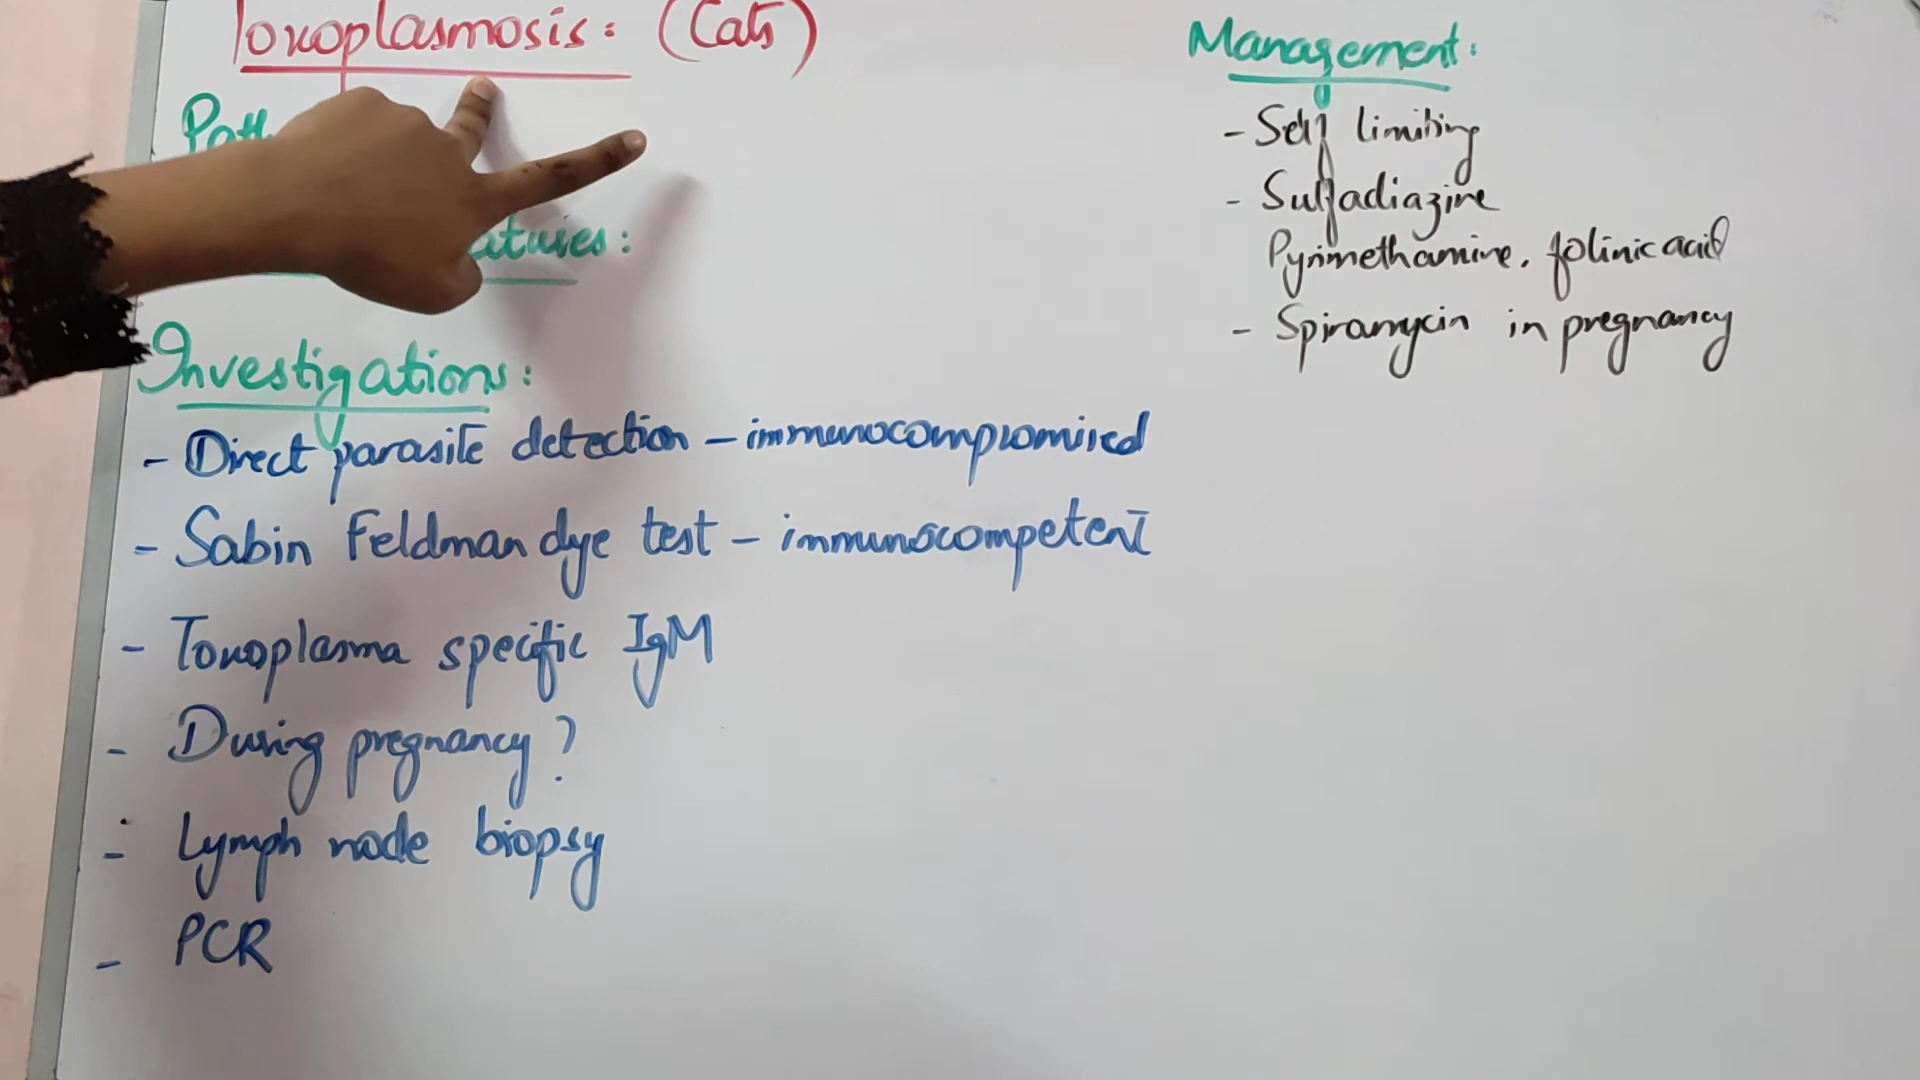 Toxoplasmosis: (Cats)
Investigations:
- Direct parasite detection - immunocompromised
- Sabin Feldman dye test - immunocompetent
- Toxoplasma specific IgM
- During pregnancy?
- Lymph node biopsy
- PCR
Management:
- Self limiting
- Sulfadiazine
Pyrimethamine, folinic acid
- Spiramycin in pregnancy